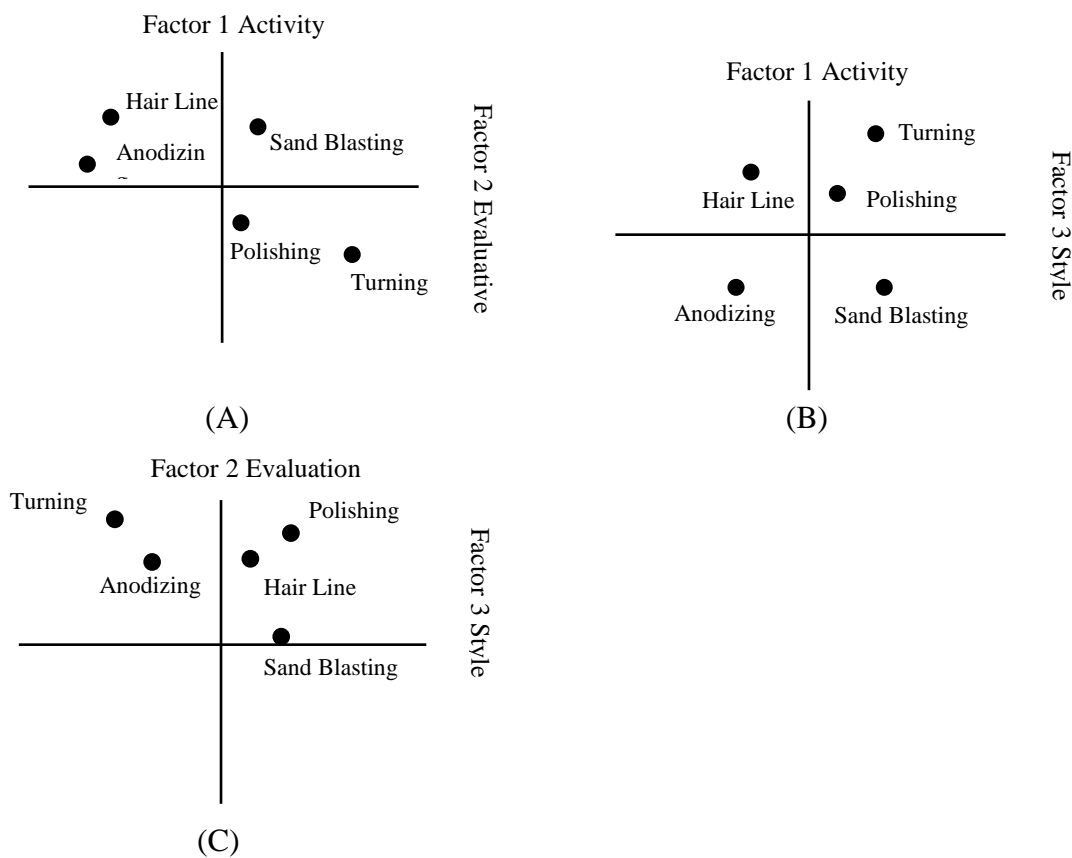 Factor 1 Activity
Hair Line
Anodizin
Sand Blasting
Polishing
Turning
Factor 2 Evaluative
(A)
Factor 1 Activity
Turning
Hair Line
Polishing
Anodizing
Sand Blasting
Factor 3 Style
(B)
Factor 2 Evaluation
Turning
Polishing
Anodizing
Hair Line
Sand Blasting
Factor 3 Style
(C)